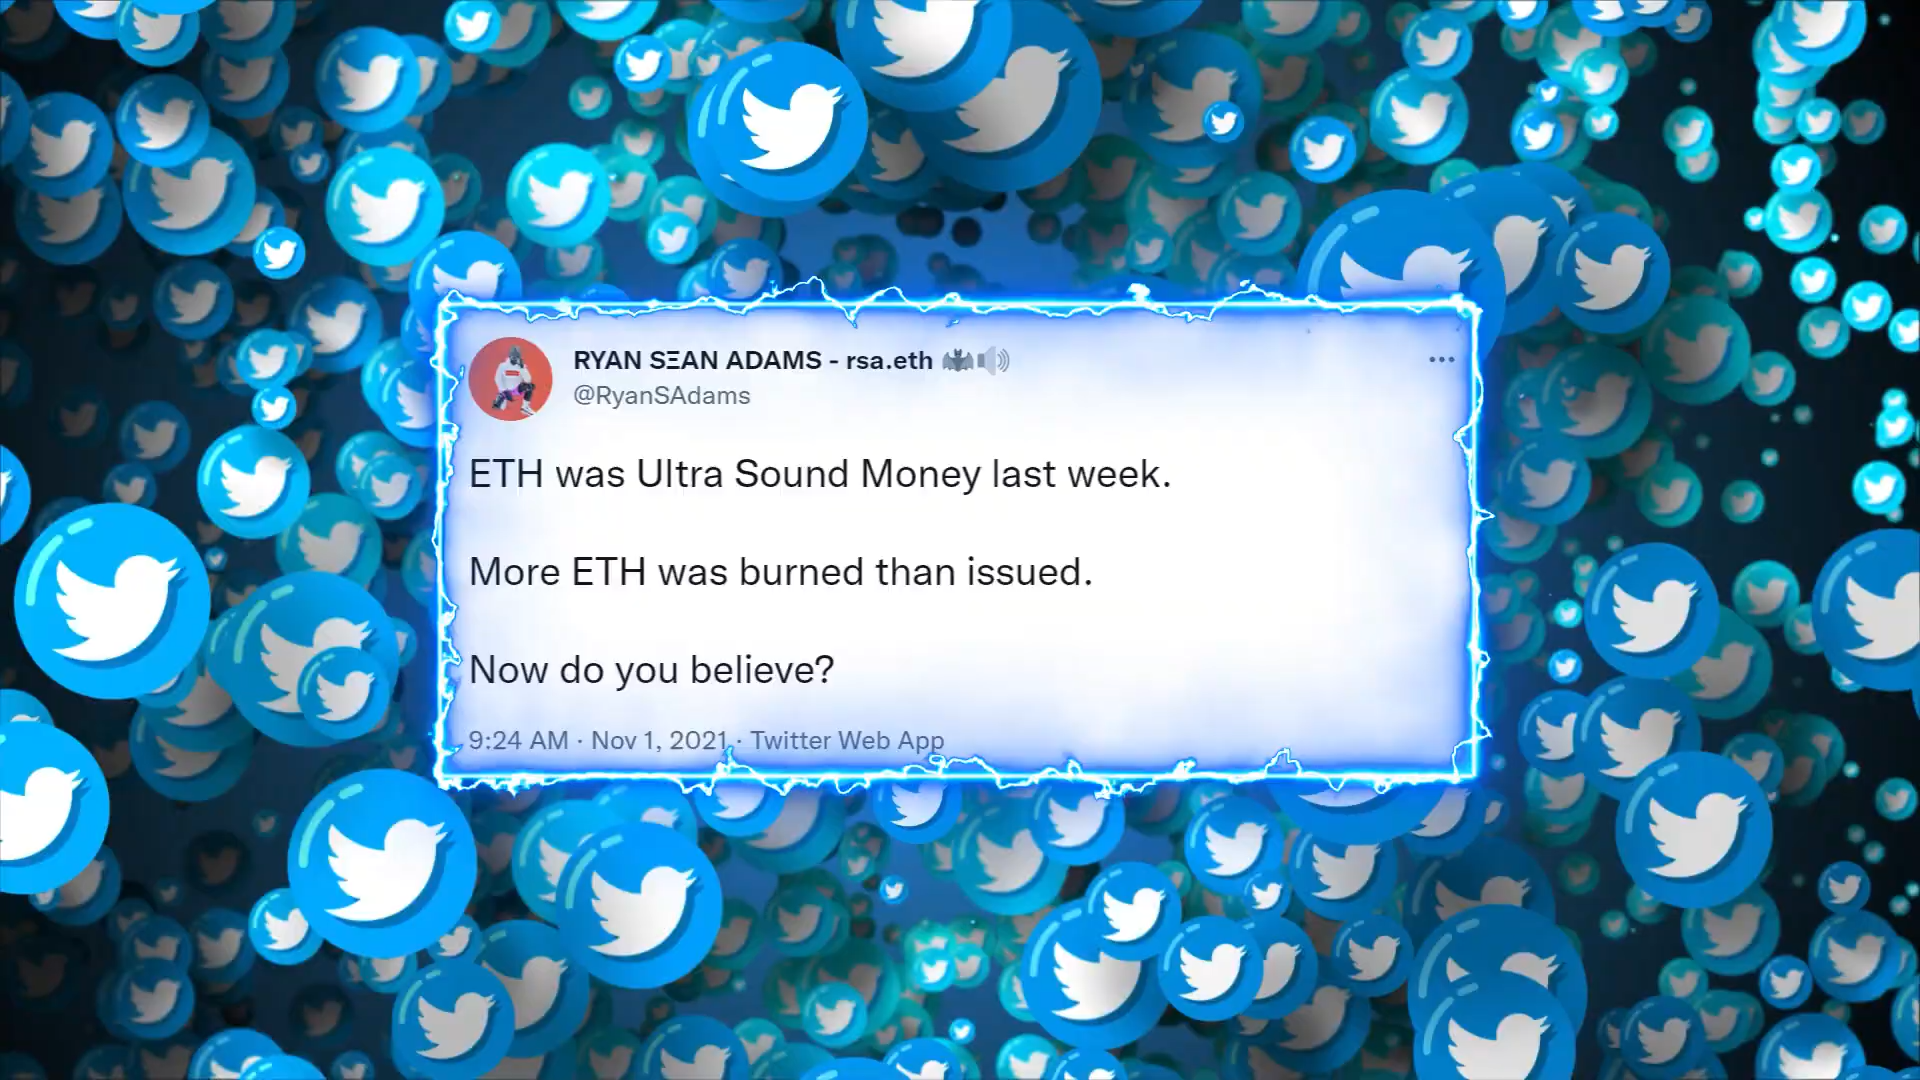 RYAN SΞAN ADAMS - rsa.eth 🦇🔊
@RyanSAdams
ETH was Ultra Sound Money last week.
More ETH was burned than issued.
Now do you believe?
9:24 AM · Nov 1, 2021 · Twitter Web App